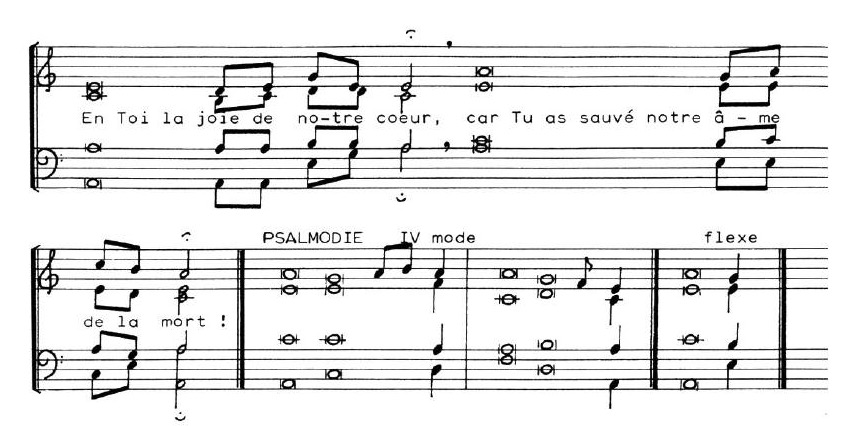 En Toi la joie de no-tre coeur, car Tu as sauvé notre â - me
PSALMODIE IV mode flexe
de la mort !